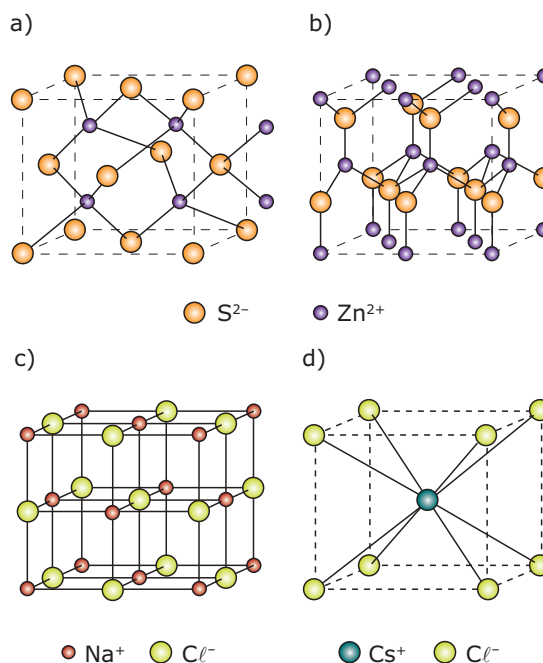 a) b)
S²⁻ Zn²⁺
c) d)
Na⁺ Cℓ⁻ Cs⁺ Cℓ⁻